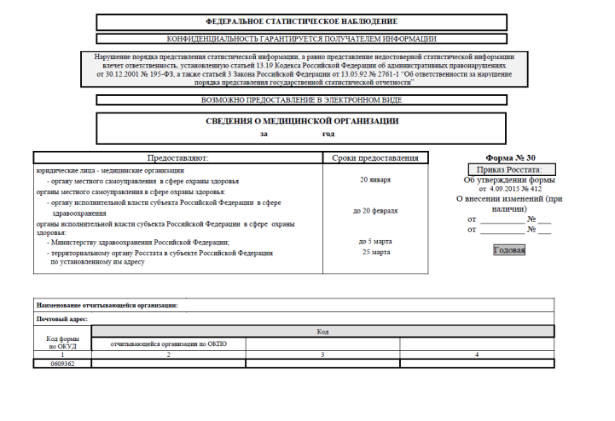 ФЕДЕРАЛЬНОЕ СТАТИСТИЧЕСКОЕ НАБЛЮДЕНИЕ
КОНФИДЕНЦИАЛЬНОСТЬ ГАРАНТИРУЕТСЯ ПОЛУЧАТЕЛЕМ ИНФОРМАЦИИ
Нарушение порядка представления статистической информации, а равно представление недостоверной статистической информации
влечет ответственность, установленную статьей 13.19 Кодекса Российской Федерации об административных правонарушениях
от 30.12.2001 № 195-ФЗ, а также статьей 3 Закона Российской Федерации от 13.05.92 № 2761-1 "Об ответственности за нарушение
порядка представления государственной статистической отчетности"
ВОЗМОЖНО ПРЕДОСТАВЛЕНИЕ В ЭЛЕКТРОННОМ ВИДЕ
СВЕДЕНИЯ О МЕДИЦИНСКОЙ ОРГАНИЗАЦИИ
за год
Предоставляют: Сроки предоставления
юридические лица - медицинские организации
- органу местного самоуправления в сфере охраны здоровья 20 января
органы местного самоуправления в сфере охраны здоровья:
- органу исполнительной власти субъекта Российской Федерации в сфере
здравоохранения до 20 февраля
органы исполнительной власти субъекта Российской Федерации в сфере охраны
здоровья:
- Министерству здравоохранения Российской Федерации; до 5 марта
- территориальному органу Росстата в субъекте Российской Федерации 25 марта
по установленному им адресу
Форма № 30
Приказ Росстата:
Об утверждении формы
от 4.09.2015 № 412
О внесении изменений (при
наличии)
от __________ № ___
от __________ № ___
Годовая
Наименование отчитывающейся организации:
Почтовый адрес:
Код формы
по ОКУД
Код
отчитывающейся организации по ОКПО
1 2 3 4
0609362